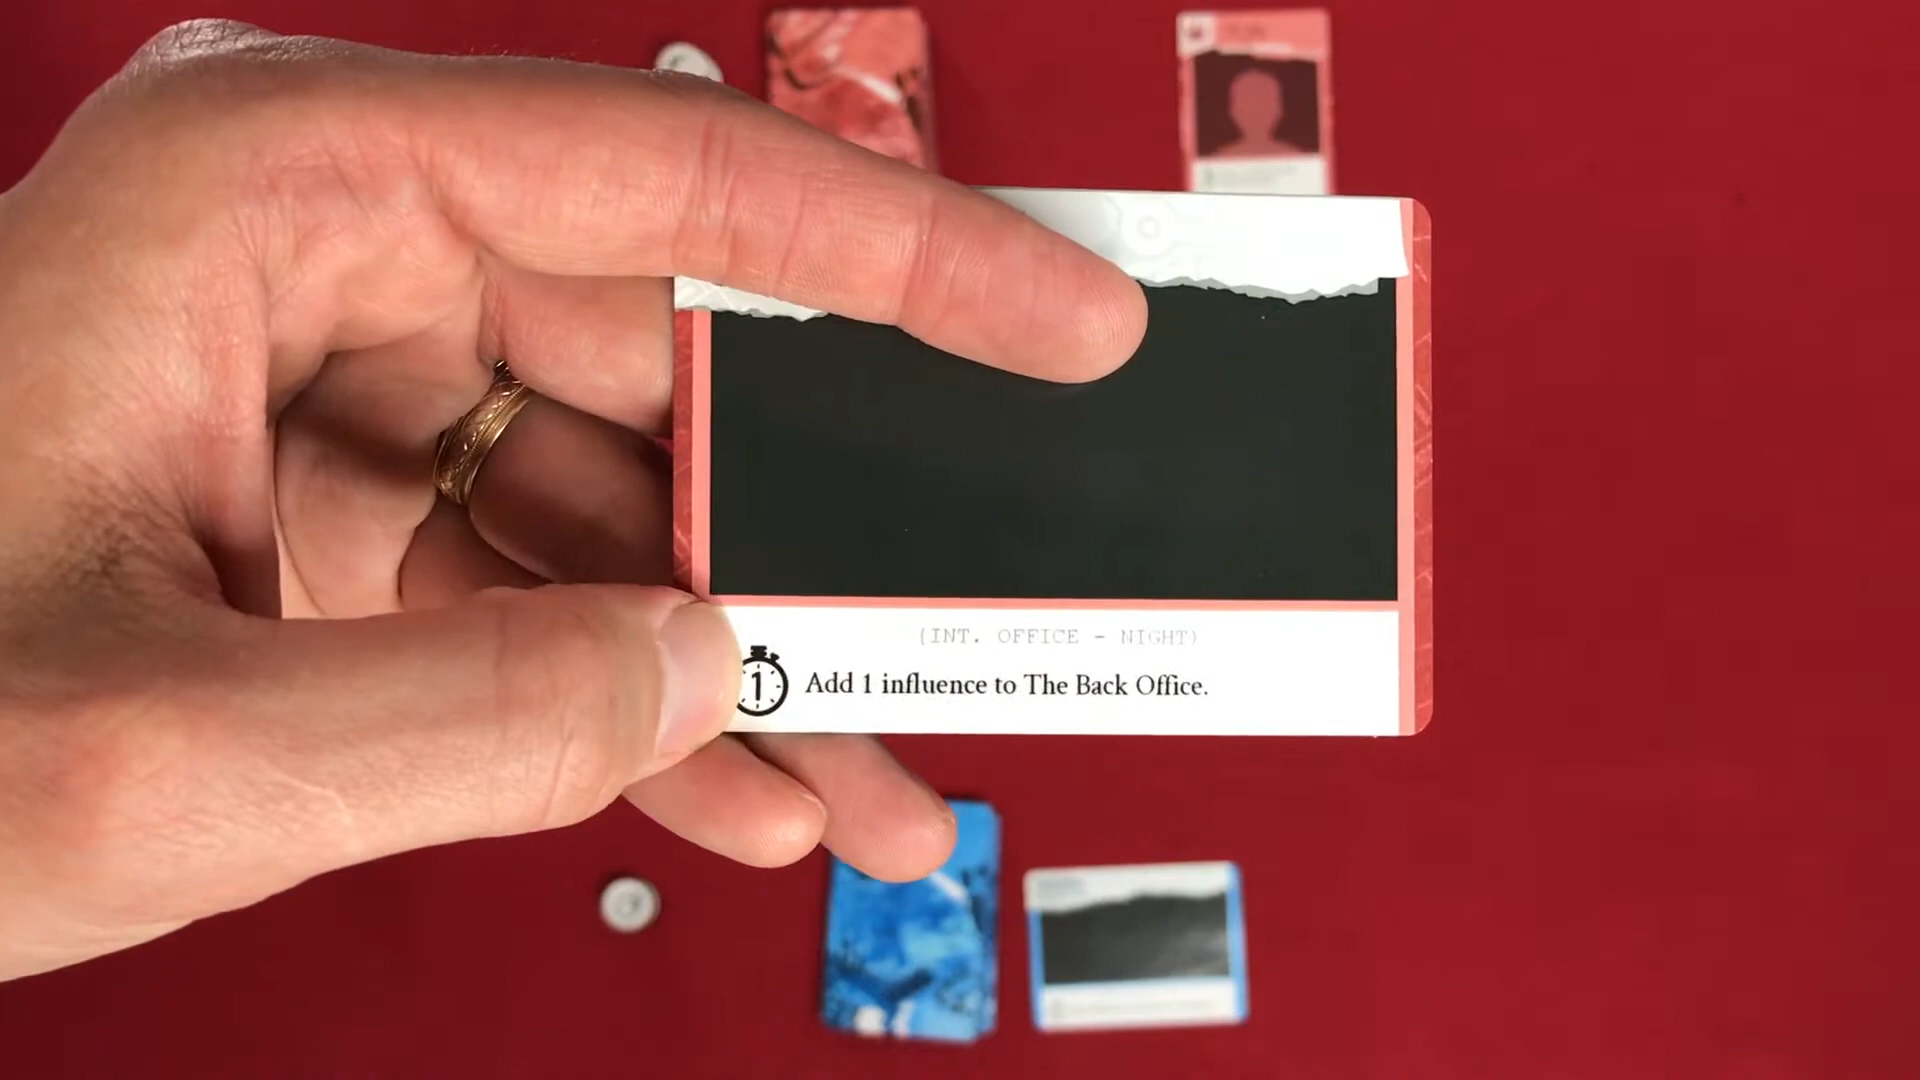 (INT. OFFICE - NIGHT)
1 Add 1 influence to The Back Office.